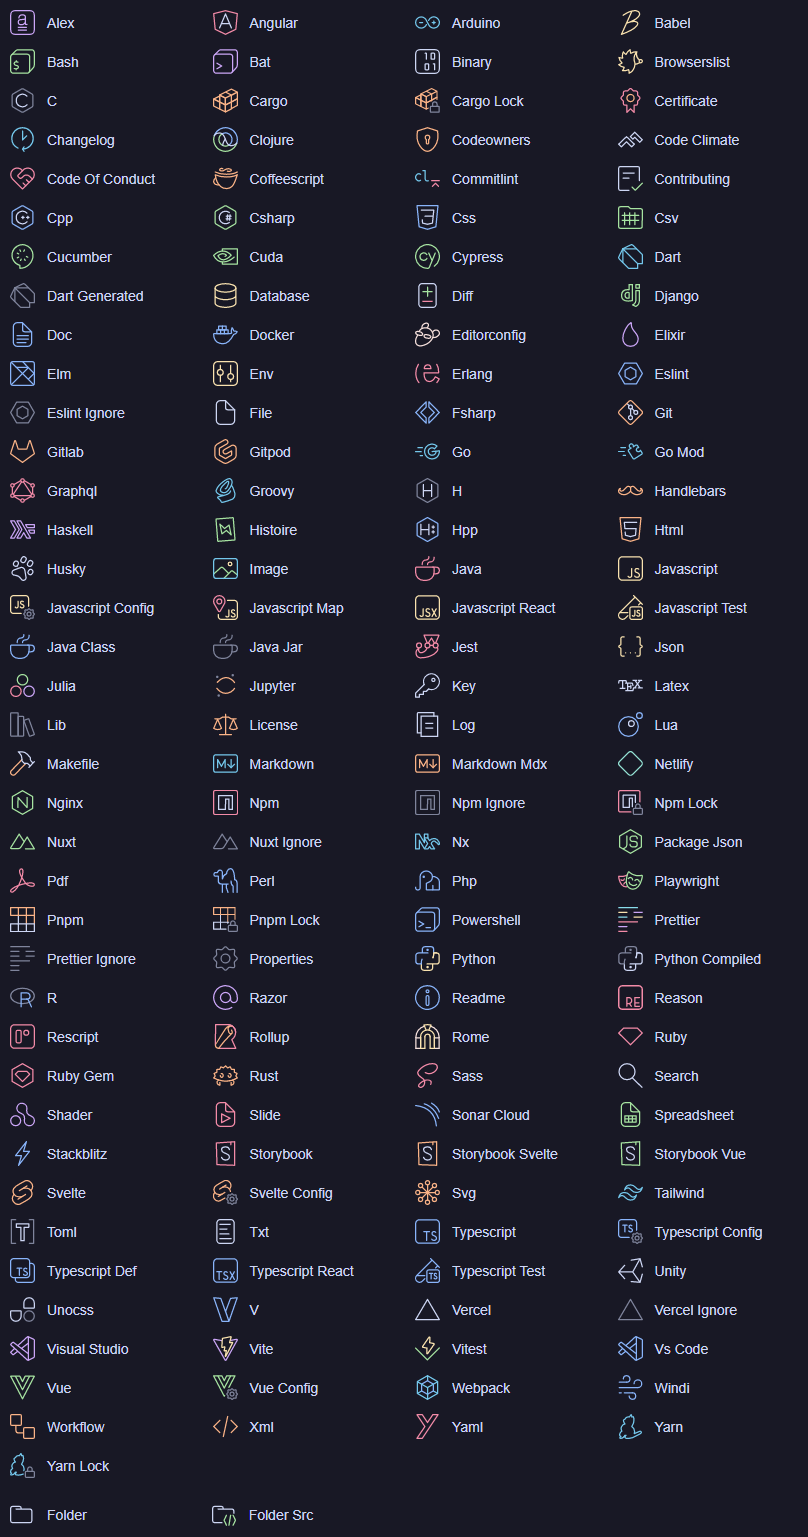 Alex Angular Arduino Babel
Bash Bat Binary Browserslist
C Cargo Cargo Lock Certificate
Changelog Clojure Codeowners Code Climate
Code Of Conduct Coffeescript Commitlint Contributing
Cpp Csharp Css Csv
Cucumber Cuda Cypress Dart
Dart Generated Database Diff Django
Doc Docker Editorconfig Elixir
Elm Env Erlang Eslint
Eslint Ignore File Fsharp Git
Gitlab Gitpod Go Go Mod
Graphql Groovy H Handlebars
Haskell Histoire Hpp Html
Husky Image Java Javascript
Javascript Config Javascript Map Javascript React Javascript Test
Java Class Java Jar Jest Json
Julia Jupyter Key Latex
Lib License Log Lua
Makefile Markdown Markdown Mdx Netlify
Nginx Npm Npm Ignore Npm Lock
Nuxt Nuxt Ignore Nx Package Json
Pdf Perl Php Playwright
Pnpm Pnpm Lock Powershell Prettier
Prettier Ignore Properties Python Python Compiled
R Razor Readme Reason
Rescript Rollup Rome Ruby
Ruby Gem Rust Sass Search
Shader Slide Sonar Cloud Spreadsheet
Stackblitz Storybook Storybook Svelte Storybook Vue
Svelte Svelte Config Svg Tailwind
Toml Txt Typescript Typescript Config
Typescript Def Typescript React Typescript Test Unity
Unocss V Vercel Vercel Ignore
Visual Studio Vite Vitest Vs Code
Vue Vue Config Webpack Windi
Workflow Xml Yaml Yarn
Yarn Lock
Folder Folder Src